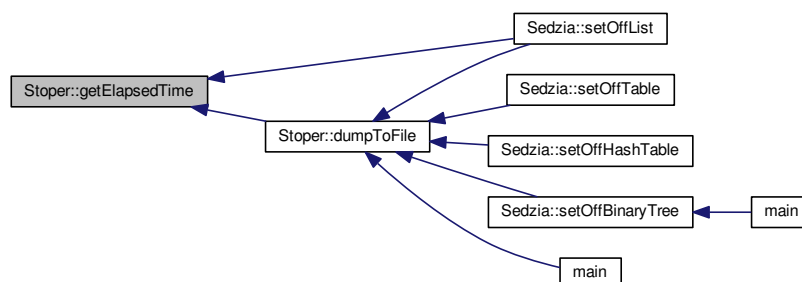 Sedzia::setOffList
Stoper::getElapsedTime
Sedzia::setOffTable
Stoper::dumpToFile
Sedzia::setOffHashTable
Sedzia::setOffBinaryTree
main
main